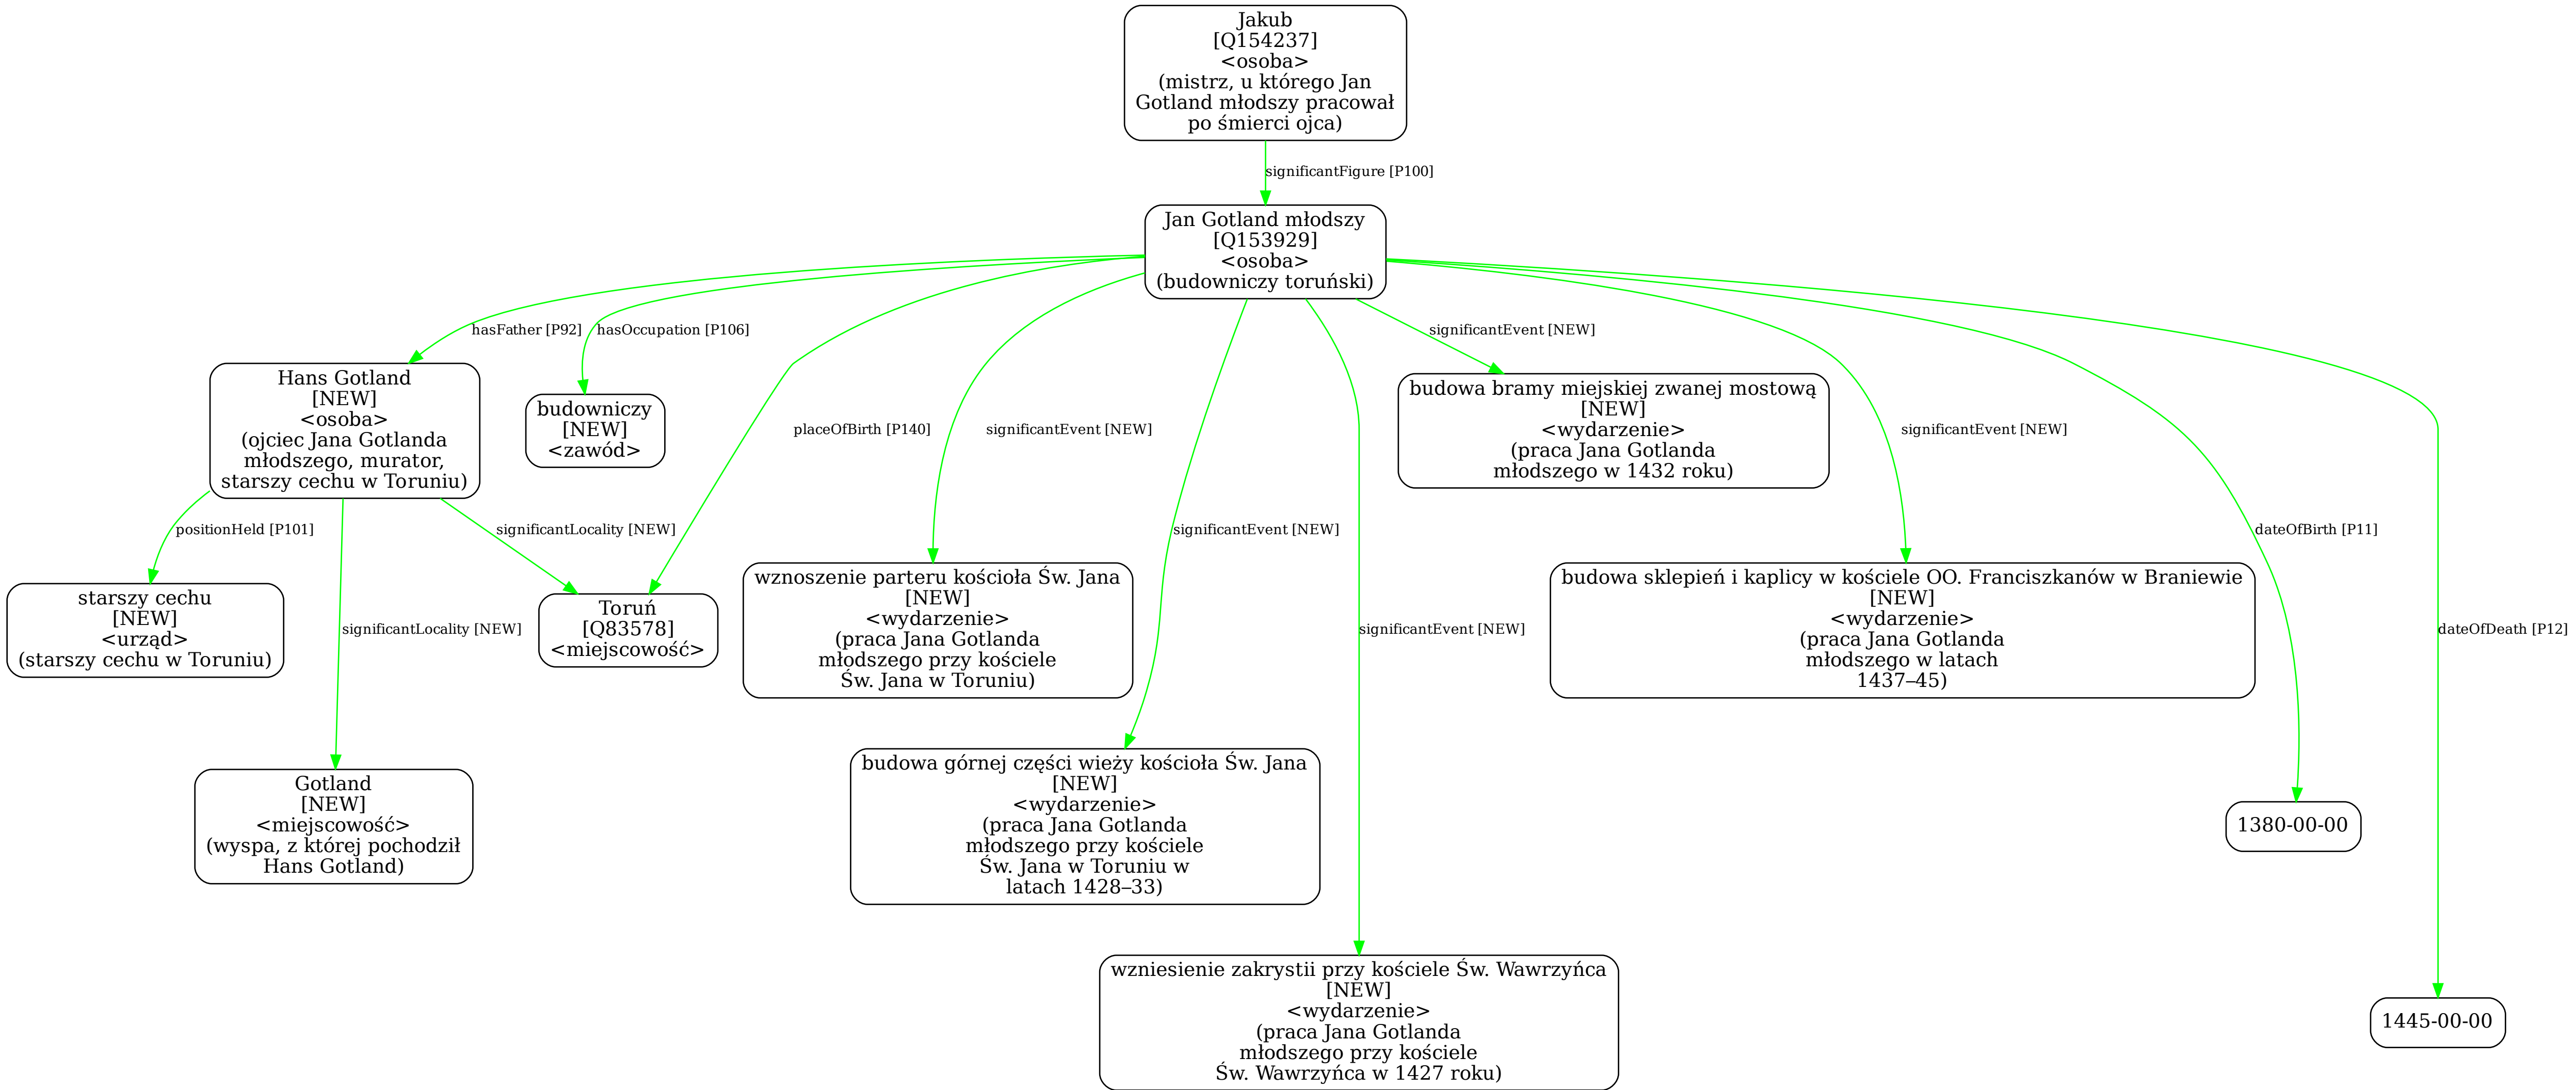 Jakub
[Q154237]
<osoba>
(mistrz, u którego Jan
Gotland młodszy pracował
po śmierci ojca)
significantFigure [P100]
Jan Gotland młodszy
[Q153929]
<osoba>
(budowniczy toruński)
hasFather [P92]
hasOccupation [P106]
significantEvent [NEW]
Hans Gotland
[NEW]
<osoba>
(ojciec Jana Gotlanda
młodszego, murator,
starszy cechu w Toruniu)
budowniczy
[NEW]
<zawód>
placeOfBirth [P140]
significantEvent [NEW]
budowa bramy miejskiej zwanej mostową
[NEW]
<wydarzenie>
(praca Jana Gotlanda
młodszego w 1432 roku)
significantEvent [NEW]
positionHeld [P101]
significantLocality [NEW]
significantEvent [NEW]
dateOfBirth [P11]
starszy cechu
[NEW]
<urząd>
(starszy cechu w Toruniu)
significantLocality [NEW]
Toruń
[Q83578]
<miejscowość>
wznoszenie parteru kościoła Św. Jana
[NEW]
<wydarzenie>
(praca Jana Gotlanda
młodszego przy kościele
Św. Jana w Toruniu)
significantEvent [NEW]
budowa sklepień i kaplicy w kościele OO. Franciszkanów w Braniewie
[NEW]
<wydarzenie>
(praca Jana Gotlanda
młodszego w latach
1437–45)
dateOfDeath [P12]
Gotland
[NEW]
<miejscowość>
(wyspa, z której pochodził
Hans Gotland)
budowa górnej części wieży kościoła Św. Jana
[NEW]
<wydarzenie>
(praca Jana Gotlanda
młodszego przy kościele
Św. Jana w Toruniu w
latach 1428–33)
1380-00-00
wzniesienie zakrystii przy kościele Św. Wawrzyńca
[NEW]
<wydarzenie>
(praca Jana Gotlanda
młodszego przy kościele
Św. Wawrzyńca w 1427 roku)
1445-00-00